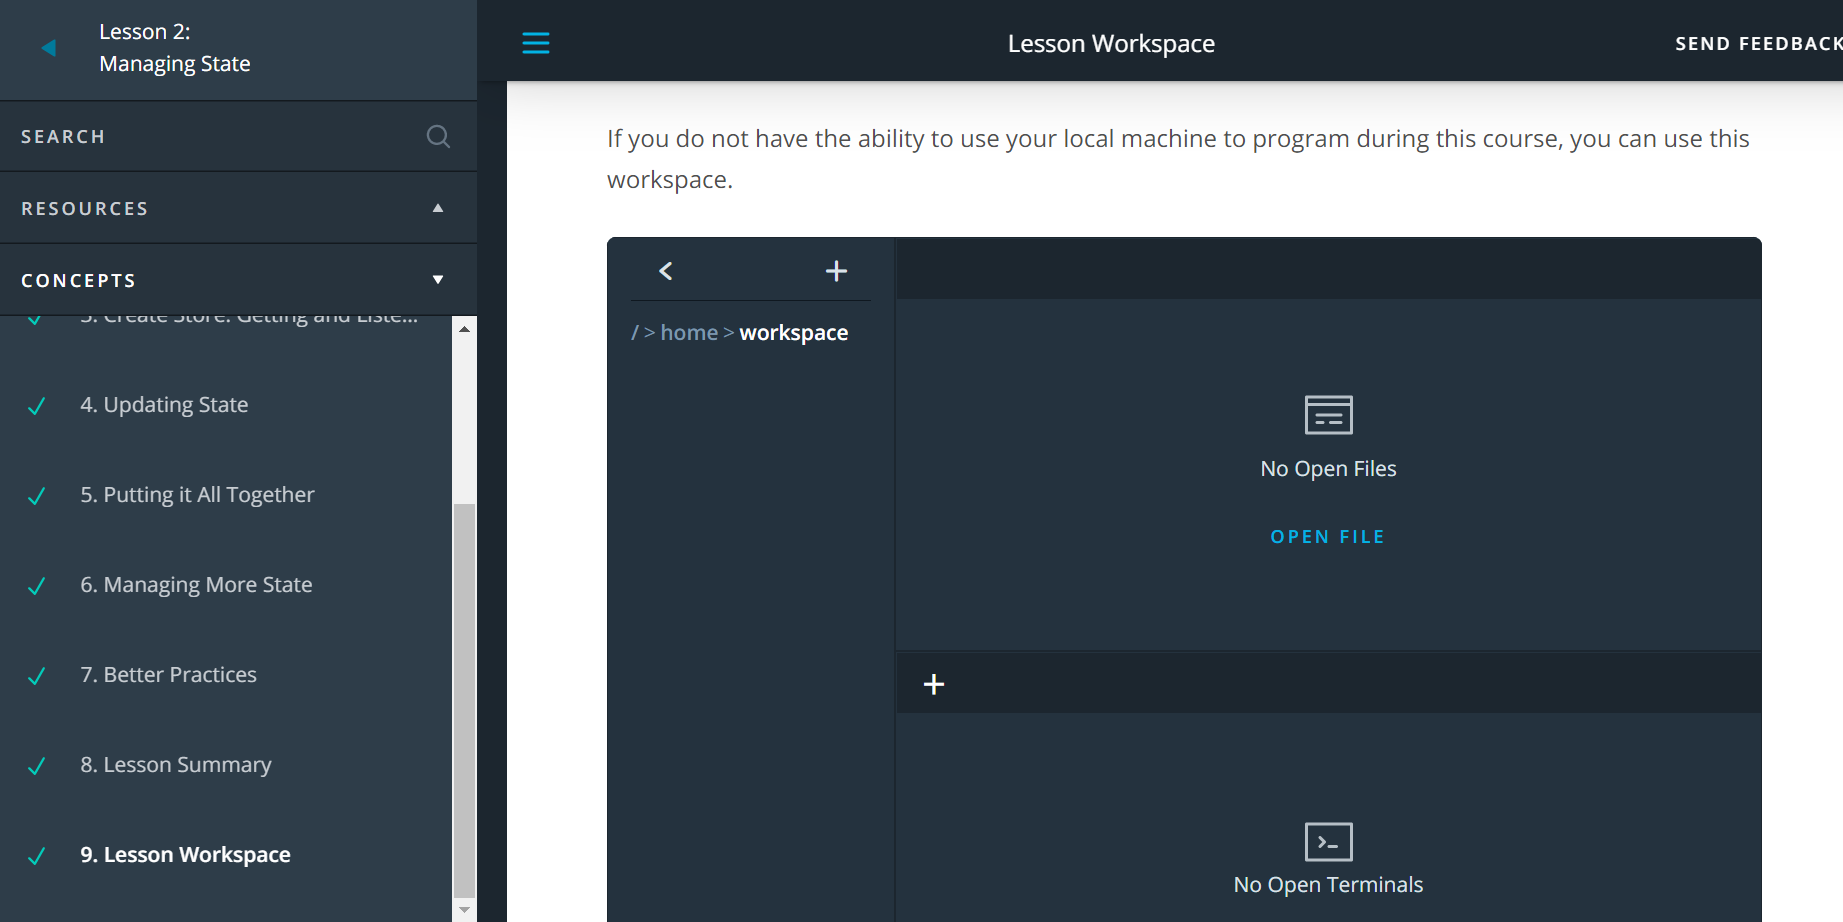 Lesson 2:
Managing State
SEARCH
RESOURCES
CONCEPTS
3. Create Store: Getting and Liste...
4. Updating State
5. Putting it All Together
6. Managing More State
7. Better Practices
8. Lesson Summary
9. Lesson Workspace
Lesson Workspace
SEND FEEDBACK
If you do not have the ability to use your local machine to program during this course, you can use this
workspace.
/ > home > workspace
No Open Files
OPEN FILE
No Open Terminals